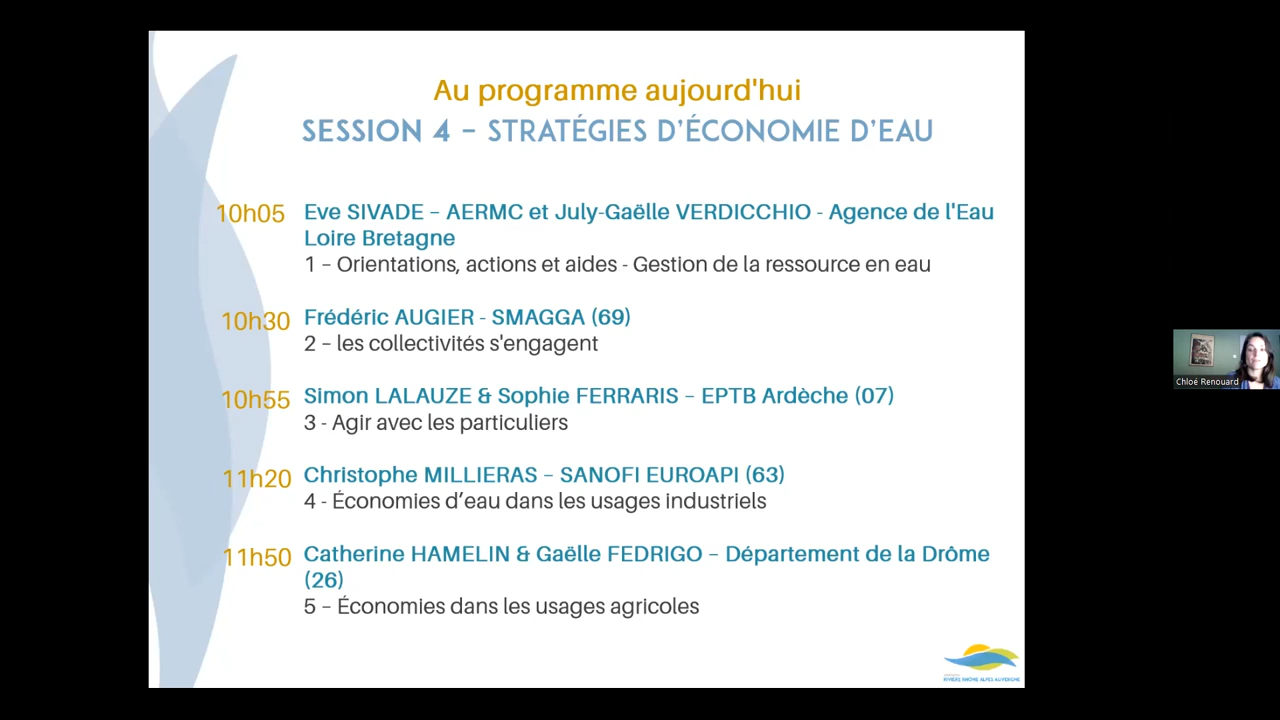 Au programme aujourd'hui
SESSION 4 – STRATÉGIES D’ÉCONOMIE D’EAU
10h05
Eve SIVADE – AERMC et July-Gaëlle VERDICCHIO - Agence de l'Eau
Loire Bretagne
1 – Orientations, actions et aides - Gestion de la ressource en eau
10h30
Frédéric AUGIER - SMAGGA (69)
2 – les collectivités s'engagent
10h55
Simon LALAUZE & Sophie FERRARIS – EPTB Ardèche (07)
3 - Agir avec les particuliers
11h20
Christophe MILLIERAS – SANOFI EUROAPI (63)
4 - Économies d’eau dans les usages industriels
11h50
Catherine HAMELIN & Gaëlle FEDRIGO – Département de la Drôme
(26)
5 – Économies dans les usages agricoles
RIVIÈRE RHÔNE ALPES AUVERGNE
Chloé Renouard